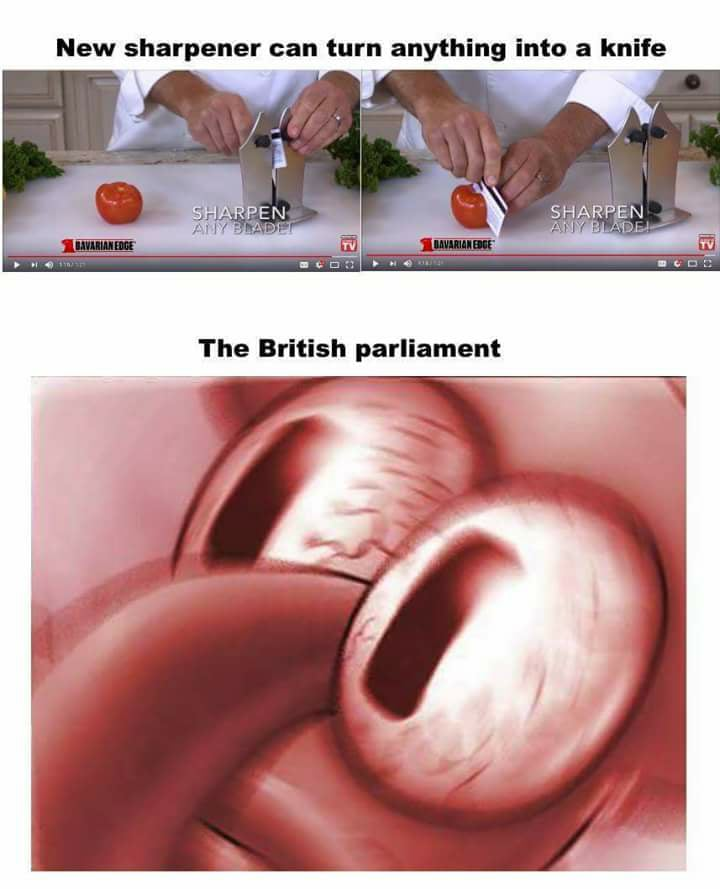 New sharpener can turn anything into a knife
SHARPEN
ANY BLADE!
BAVARIAN EDGE
TV
SHARPEN
ANY BLADE!
BAVARIAN EDGE
TV
The British parliament